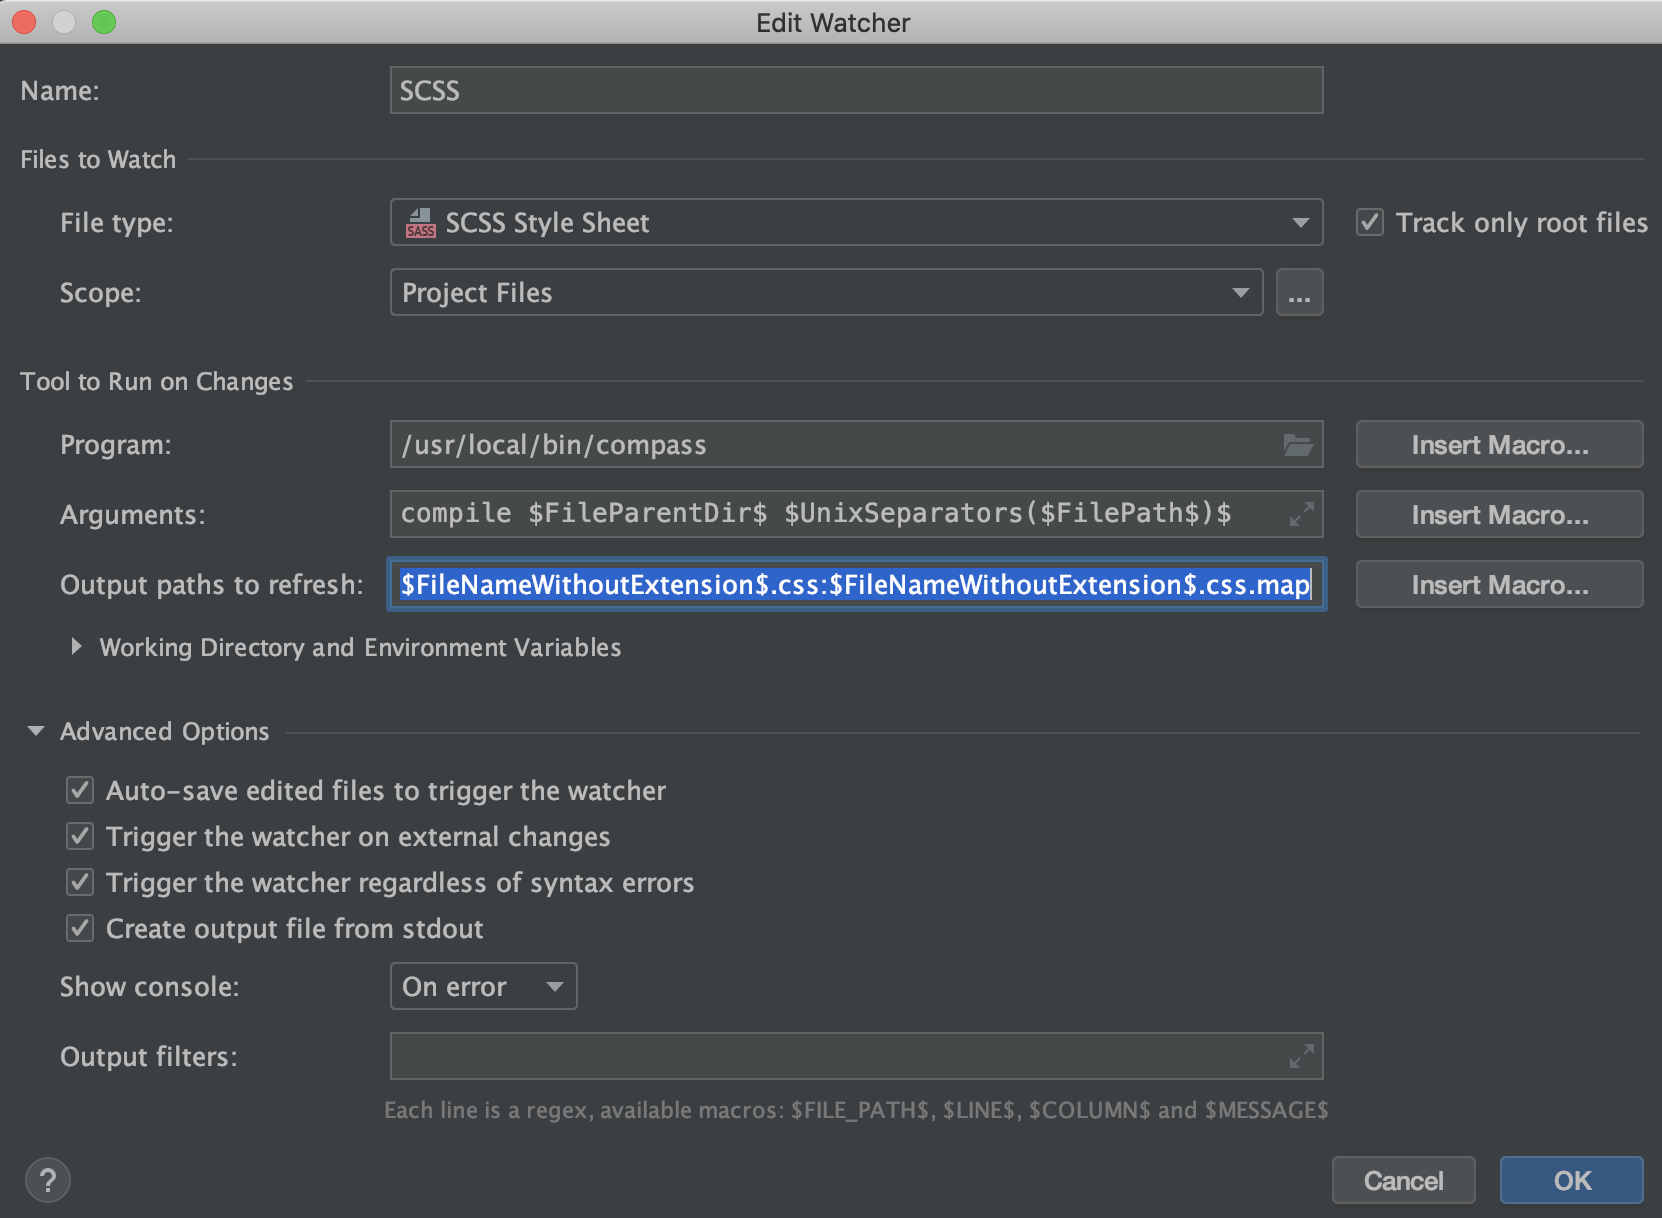 Edit Watcher
Name: SCSS
Files to Watch
File type: SASS SCSS Style Sheet Track only root files
Scope: Project Files ...
Tool to Run on Changes
Program: /usr/local/bin/compass Insert Macro...
Arguments: compile $FileParentDir$ $UnixSeparators($FilePath$)$ Insert Macro...
Output paths to refresh: $FileNameWithoutExtension$.css:$FileNameWithoutExtension$.css.map Insert Macro...
Working Directory and Environment Variables
Advanced Options
Auto-save edited files to trigger the watcher
Trigger the watcher on external changes
Trigger the watcher regardless of syntax errors
Create output file from stdout
Show console: On error
Output filters:
Each line is a regex, available macros: $FILE_PATH$, $LINE$, $COLUMN$ and $MESSAGE$
? Cancel OK